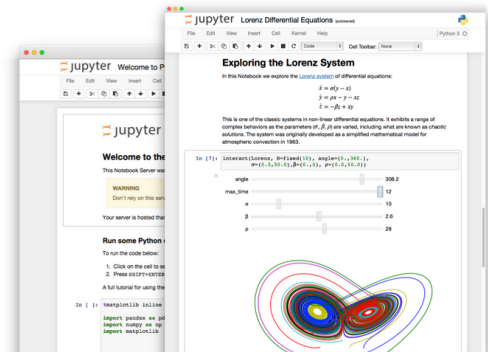 jupyter Welcome to P
File Edit View Insert Cell
jupyter
Welcome to the
This Notebook Server wa
WARNING
Don't rely on this serv
Your server is hosted than
Run some Python
To run the code below:
1. Click on the cell to se
2. Press SHIFT+ENTER
A full tutorial for using the
In [ ]: %matplotlib inline
import pandas as pd
import numpy as np
import matplotlib
jupyter Lorenz Differential Equations (autosaved)
File Edit View Insert Cell Kernel Help Python 3
Code Cell Toolbar: None
Exploring the Lorenz System
In this Notebook we explore the Lorenz system of differential equations:
ẋ = σ(y − x)
ẏ = ρx − y − xz
ż = −βz + xy
This is one of the classic systems in non-linear differential equations. It exhibits a range of
complex behaviors as the parameters (σ, β, ρ) are varied, including what are known as chaotic
solutions. The system was originally developed as a simplified mathematical model for
atmospheric convection in 1963.
In [7]: interact(Lorenz, N=fixed(10), angle=(0.,360.),
σ=(0.0,50.0),β=(0.,5), ρ=(0.0,50.0))
angle 308.2
max_time 12
σ 10
β 2.6
ρ 28